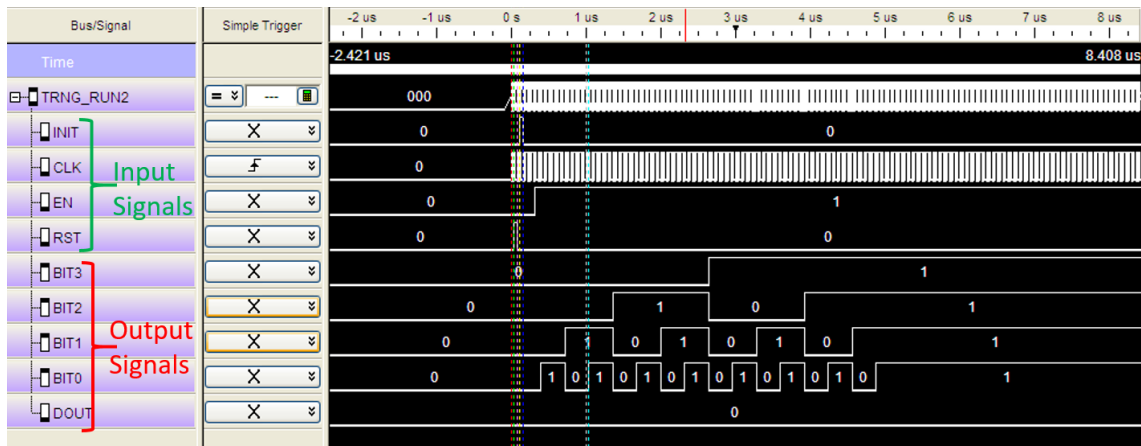 Bus/Signal Simple Trigger -2 us -1 us 0 s 1 us 2 us 3 us 4 us 5 us 6 us 7 us 8 us
Time -2.421 us 8.408 us
TRNG_RUN2 = --- 000
INIT X 0 0
CLK 0
EN X 0 1
RST X 0 0
Input
Signals
BIT3 X 0 1
BIT2 X 0 1 0 1
BIT1 X 0 1 0 1 0 1 0 1
BIT0 X 0 1 0 1 0 1 0 1 0 1 0 1 0 1 0 1
DOUT X 0
Output
Signals